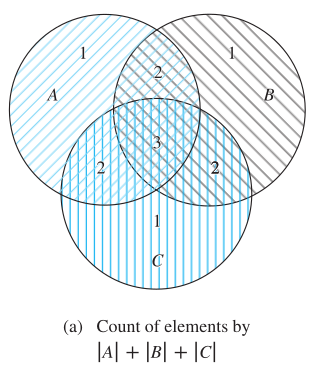 1 1
2
A B
3
2 2
1
C
(a) Count of elements by
|A| + |B| + |C|